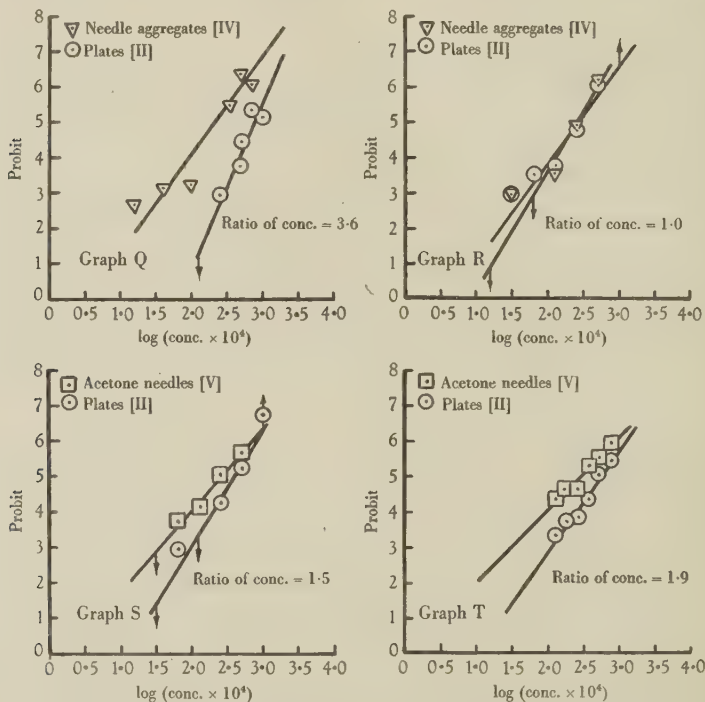 Needle aggregates [IV]
Plates [II]
8
7
6
5
4
3
2
1
0
Probit
Ratio of conc. = 3·6
Graph Q
0 0·5 1·0 1·5 2·0 2·5 3·0 3·5 4·0
log (conc. × 10⁴)
Needle aggregates [IV]
Plates [II]
8
7
6
5
4
3
2
1
0
Probit
Ratio of conc. = 1·0
Graph R
0 0·5 1·0 1·5 2·0 2·5 3·0 3·5 4·0
log (conc. × 10⁴)
Acetone needles [V]
Plates [II]
8
7
6
5
4
3
2
1
0
Probit
Ratio of conc. = 1·5
Graph S
0 0·5 1·0 1·5 2·0 2·5 3·0 3·5 4·0
log (conc. × 10⁴)
Acetone needles [V]
Plates [II]
8
7
6
5
4
3
2
1
0
Probit
Ratio of conc. = 1·9
Graph T
0 0·5 1·0 1·5 2·0 2·5 3·0 3·5 4·0
log (conc. × 10⁴)